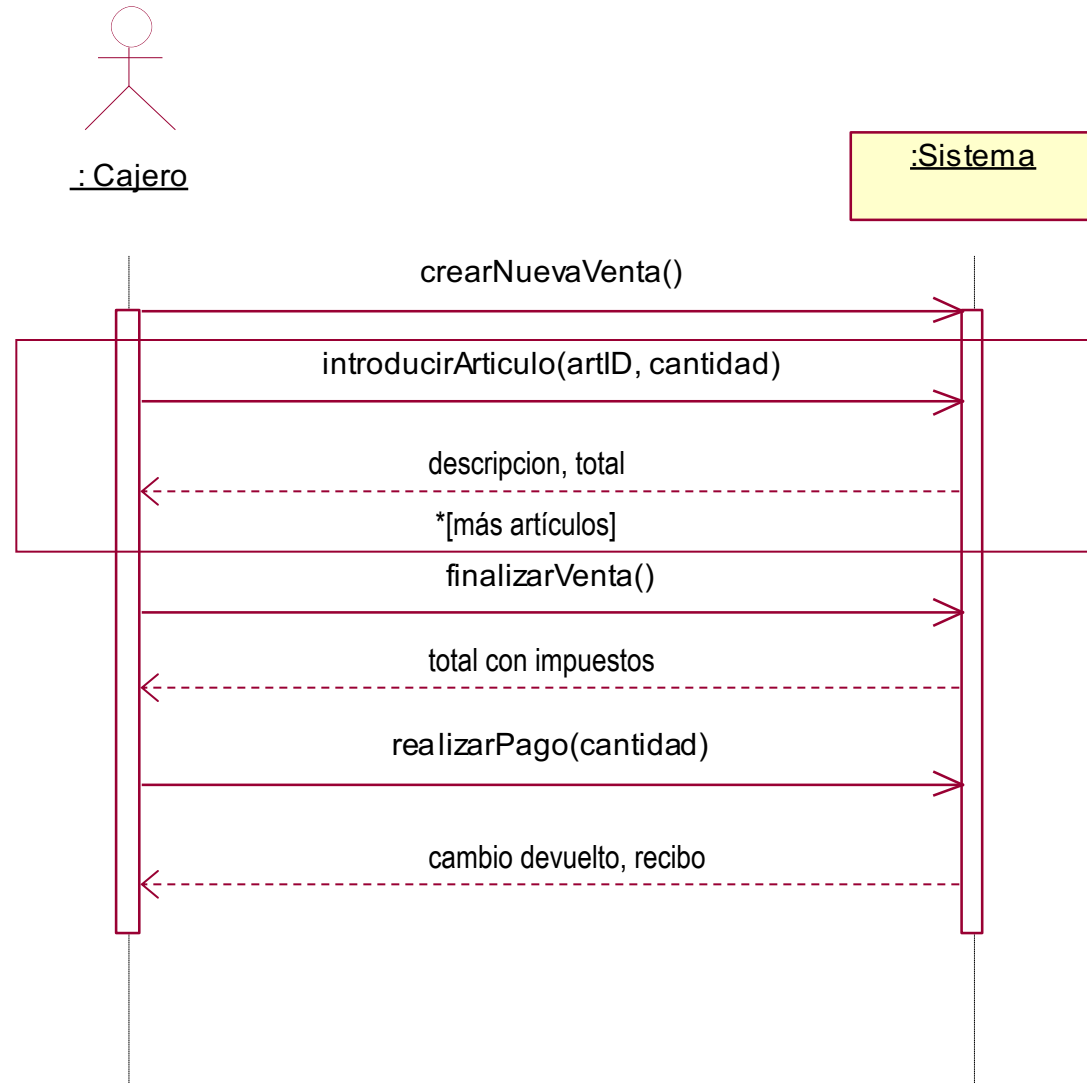 : Cajero
:Sistema
crearNuevaVenta()
introducirArticulo(artID, cantidad)
descripcion, total
*[más artículos]
finalizarVenta()
total con impuestos
realizarPago(cantidad)
cambio devuelto, recibo